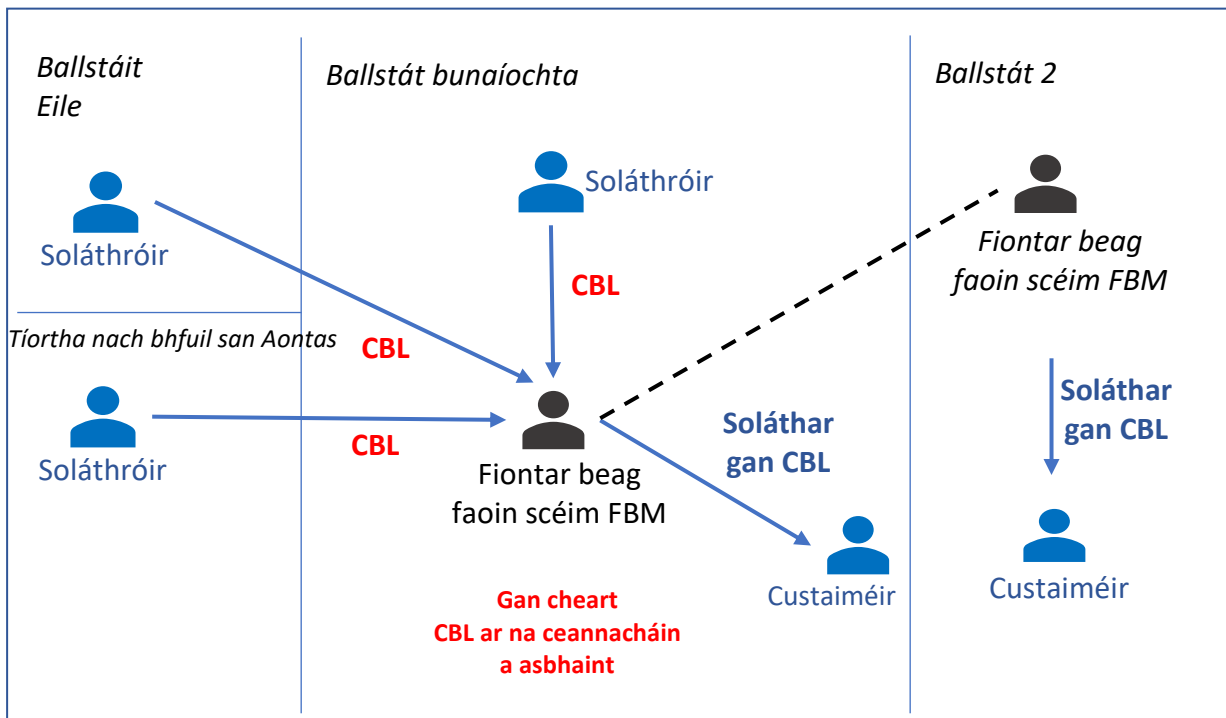 Ballstáit
Eile
Soláthróir
Tíortha nach bhfuil san Aontas
Soláthróir
Ballstát bunaíochta
Soláthróir
CBL
CBL
CBL
Fiontar beag
faoin scéim FBM
Soláthar
gan CBL
Custaiméir
Gan cheart
CBL ar na ceannacháin
a asbhaint
Ballstát 2
Fiontar beag
faoin scéim FBM
Soláthar
gan CBL
Custaiméir